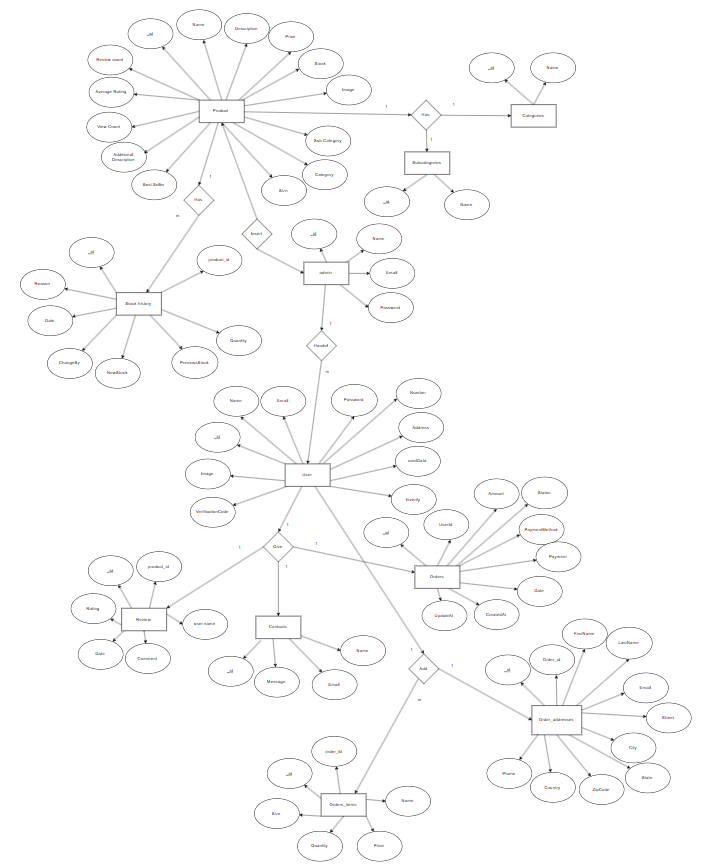 Name
_id
Description
Price
Review count
Stock
Average Rating
Image
Product
View Count
Additional
Description
Sub Category
Best Seller
Category
Size
1
1
Has
Categories
_id
Name
1
Subcategories
_id
Name
1
Has
m
Insert
_id
Name
admin
Email
Password
_id
product_id
Reason
Stock history
Date
Quantity
ChangeBy
NewStock
PreviewsStock
1
Handel
m
Name
Email
Password
Number
_id
Address
Image
User
cardData
VerificationCode
1
Give
1
1
1
Amount
Status
_id
UserId
PaymentMethod
Payment
Orders
Date
UpdateAt
CreatedAt
_id
product_id
Rating
Review
user name
Date
Comment
Contacts
Name
_id
Message
Email
1
Add
1
m
FirstName
LastName
_id
Order_id
Email
Order_addresses
Street
City
State
Phone
Country
ZipCode
order_id
_id
Name
Orders_items
Size
Quantity
Price